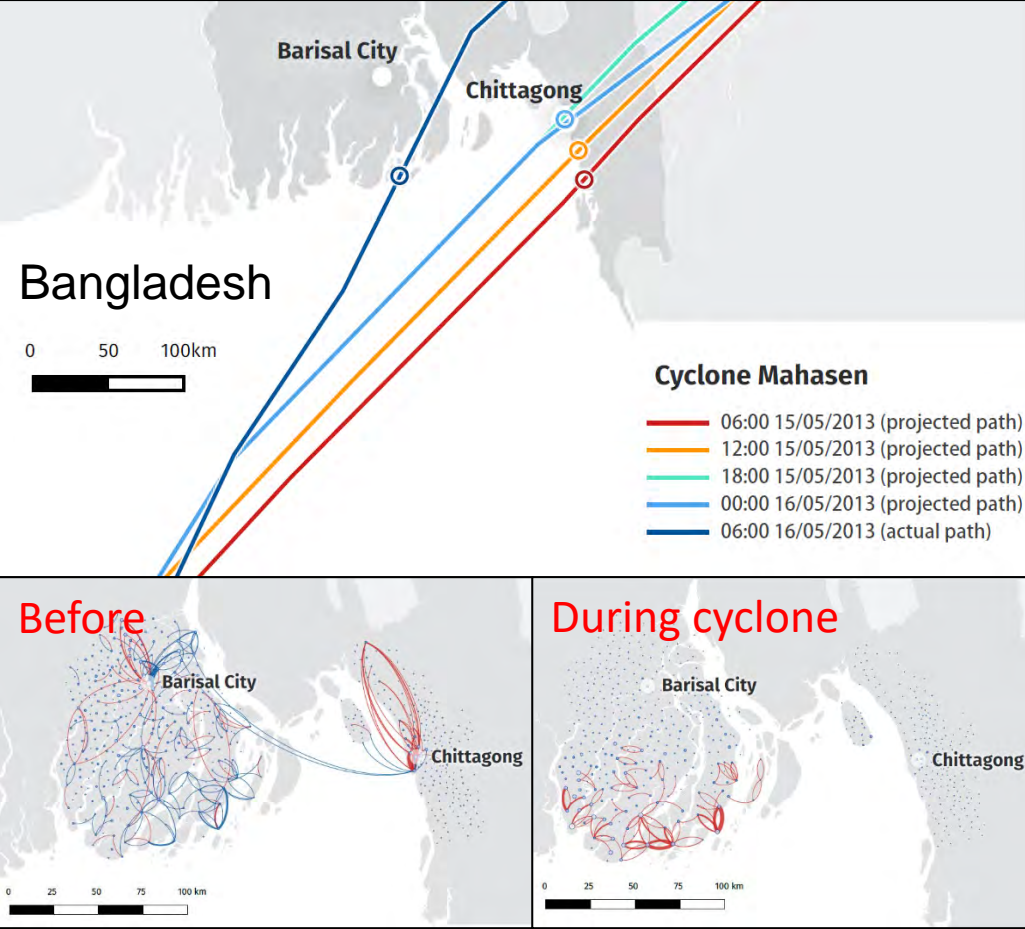 Barisal City
Chittagong
Bangladesh
0 50 100km
Cyclone Mahasen
06:00 15/05/2013 (projected path)
12:00 15/05/2013 (projected path)
18:00 15/05/2013 (projected path)
00:00 16/05/2013 (projected path)
06:00 16/05/2013 (actual path)
Before
Barisal City
Chittagong
0 25 50 75 100 km
During cyclone
Barisal City
Chittagong
0 25 50 75 100 km